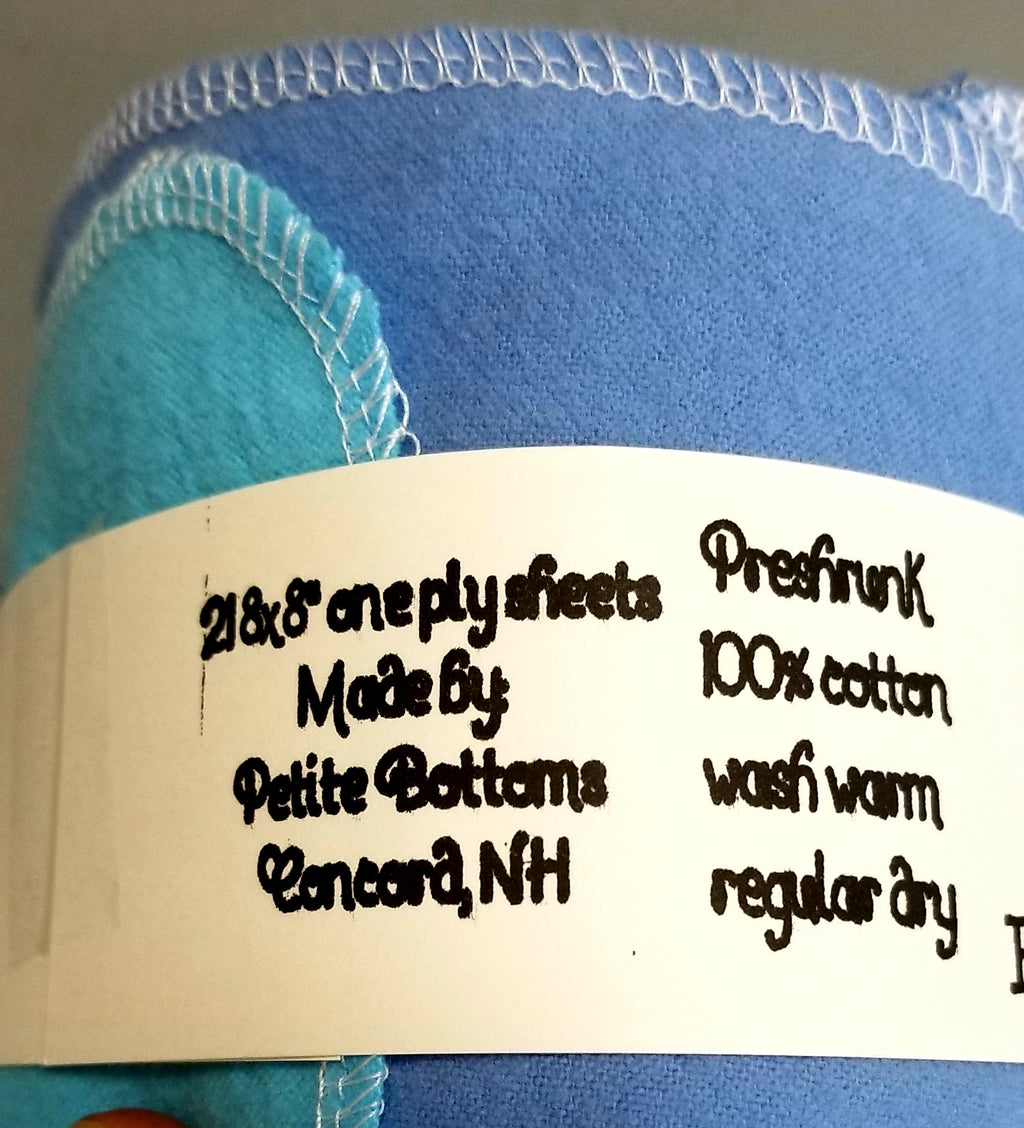 21 8x8" one ply sheets
Made by:
Petite Bottoms
Concord, NH
Preshrunk
100% cotton
wash warm
regular dry